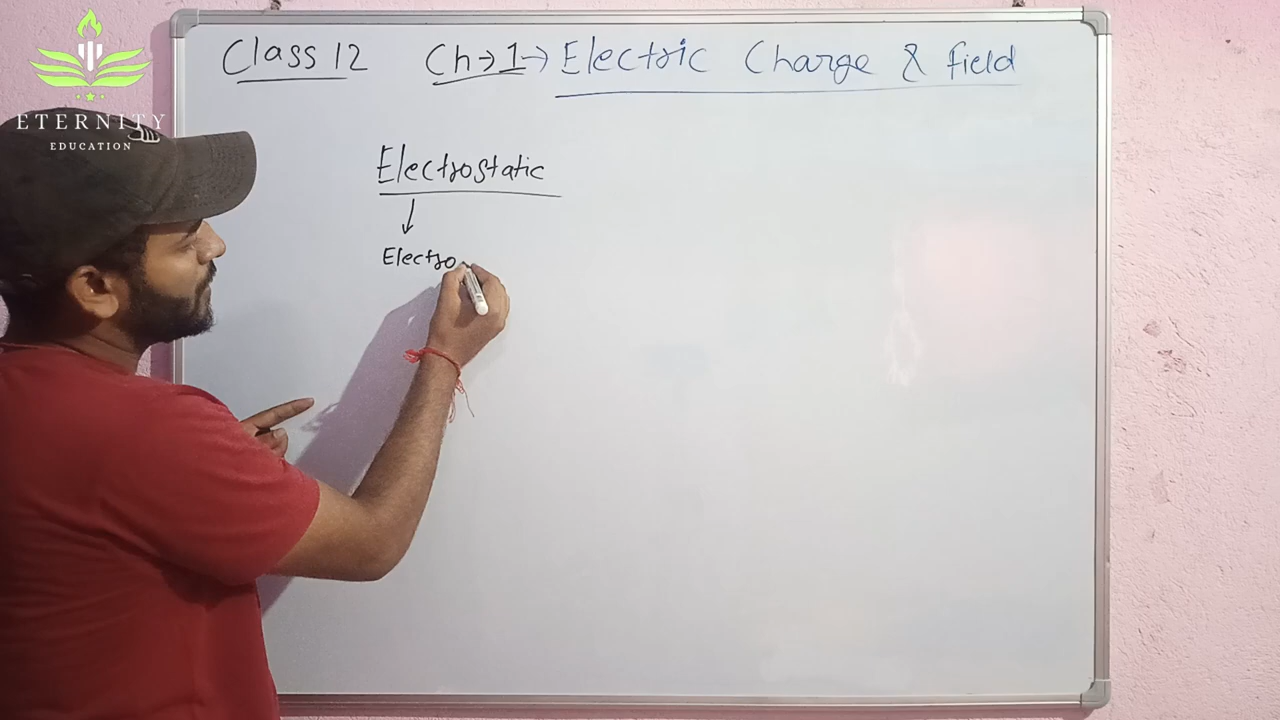 ETERNITY
EDUCATION
Class 12 Ch→1→ Electric Charge & field
Electrostatic
↓
Electro